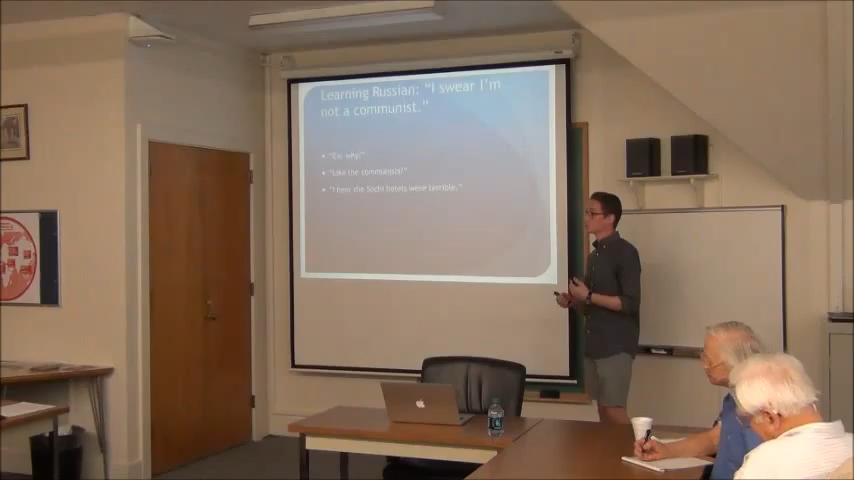 Learning Russian: “I swear I’m
not a communist.”
“Like the communists?”
“I hear the Sochi hotels were terrible.”